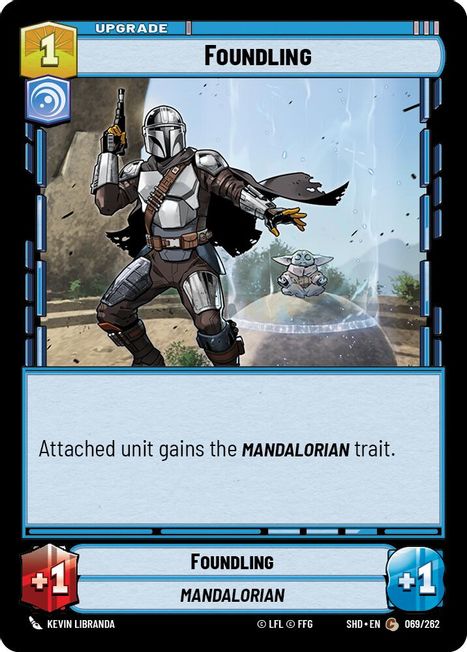 UPGRADE
1
FOUNDLING
Attached unit gains the MANDALORIAN trait.
+1
FOUNDLING
+1
MANDALORIAN
KEVIN LIBRANDA
© LFL © FFG
SHD • EN
C
069/262